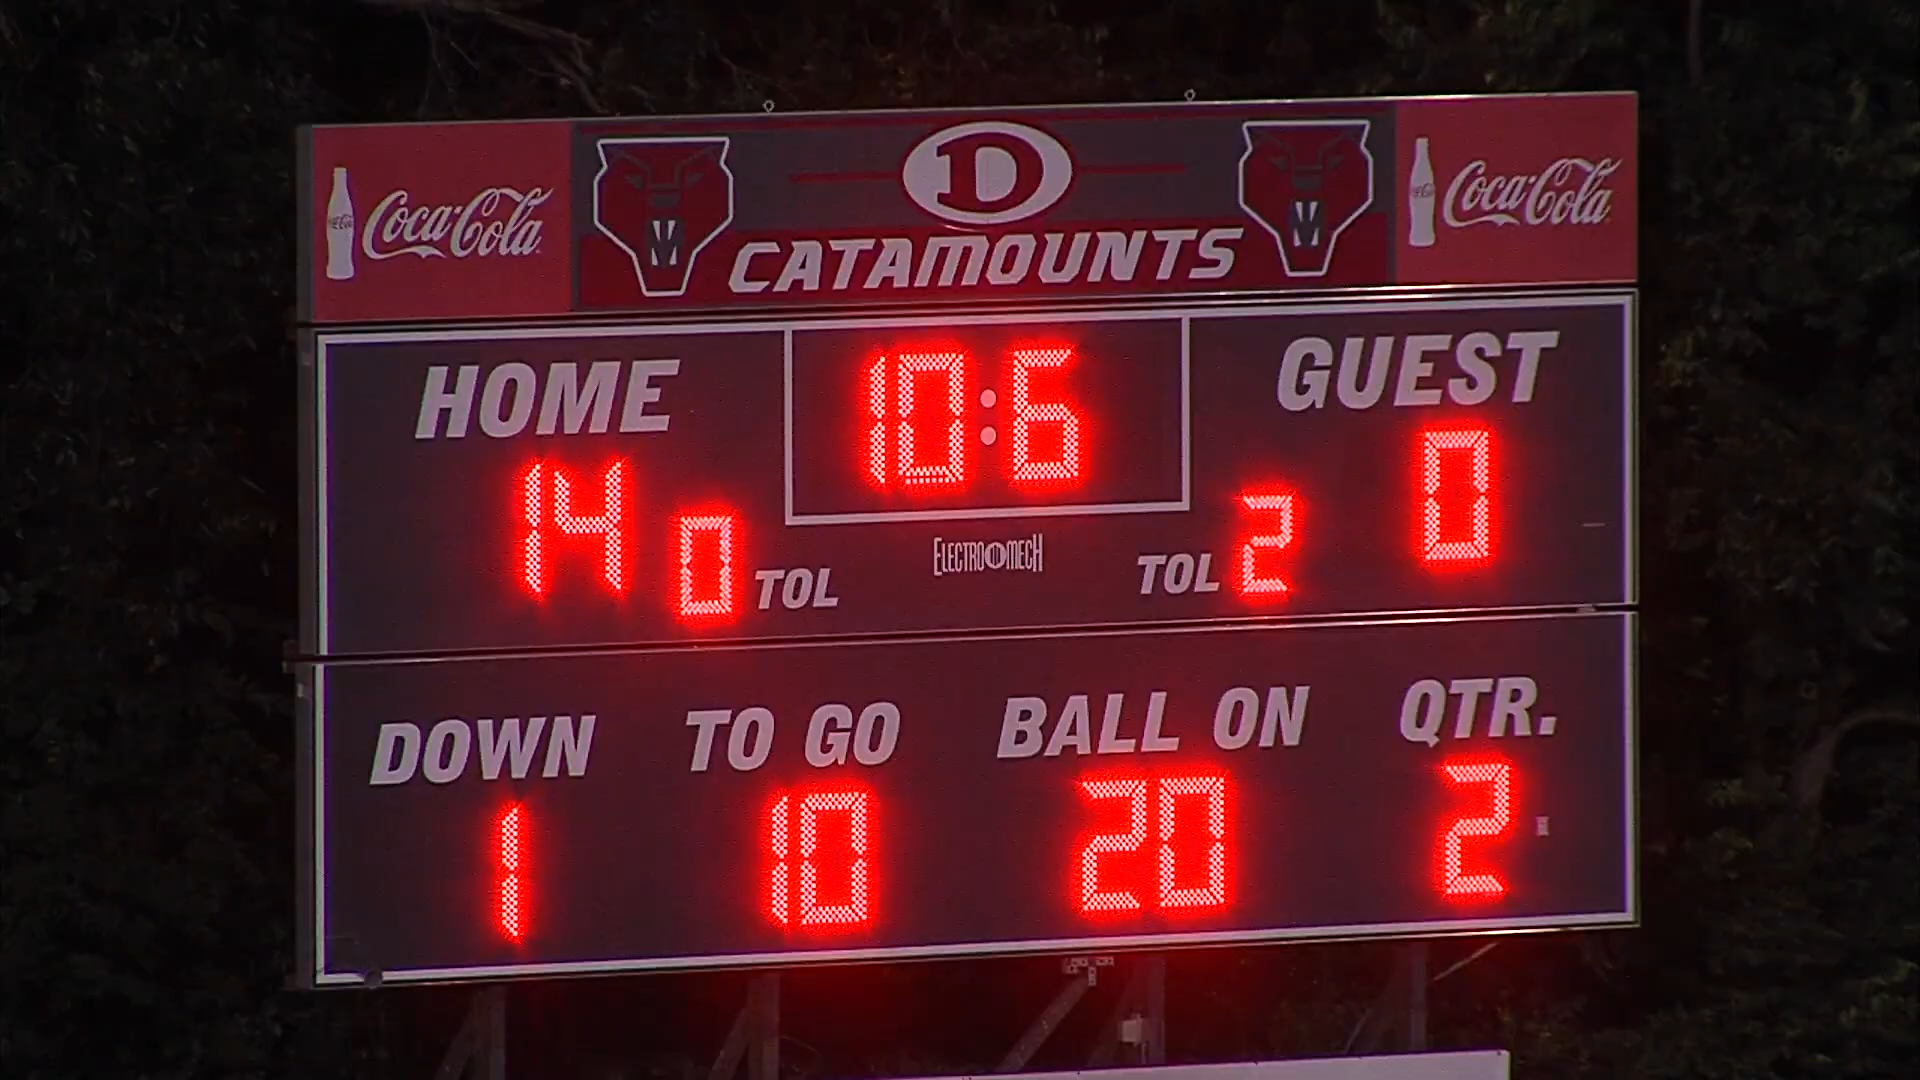 Coca-Cola
D
Coca-Cola
CATAMOUNTS
HOME
10:6
GUEST
14
0 TOL
ELECTRO MECH
TOL 2
0
DOWN
TO GO
BALL ON
QTR.
1
10
20
2